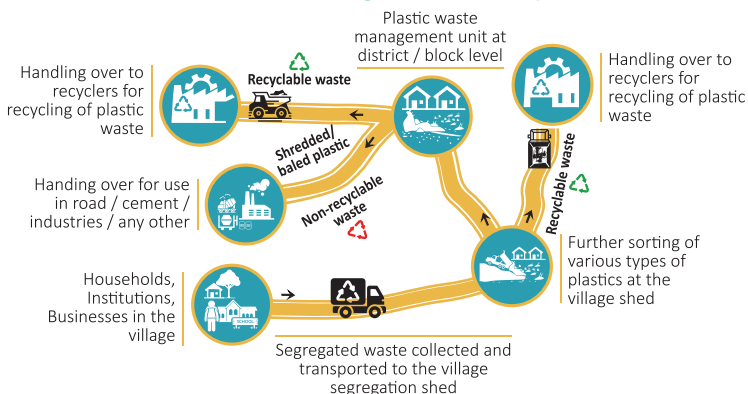 Plastic waste
management unit at
district / block level
Handling over to
recyclers for
recycling of plastic
waste
Recyclable waste
Handling over to
recyclers for
recycling of plastic
waste
Shredded/
baled plastic
Non-recyclable
waste
Recyclable waste
Handing over for use
in road / cement /
industries / any other
Further sorting of
various types of
plastics at the
village shed
Households,
Institutions,
Businesses in the
village
SCHOOL
Segregated waste collected and
transported to the village
segregation shed